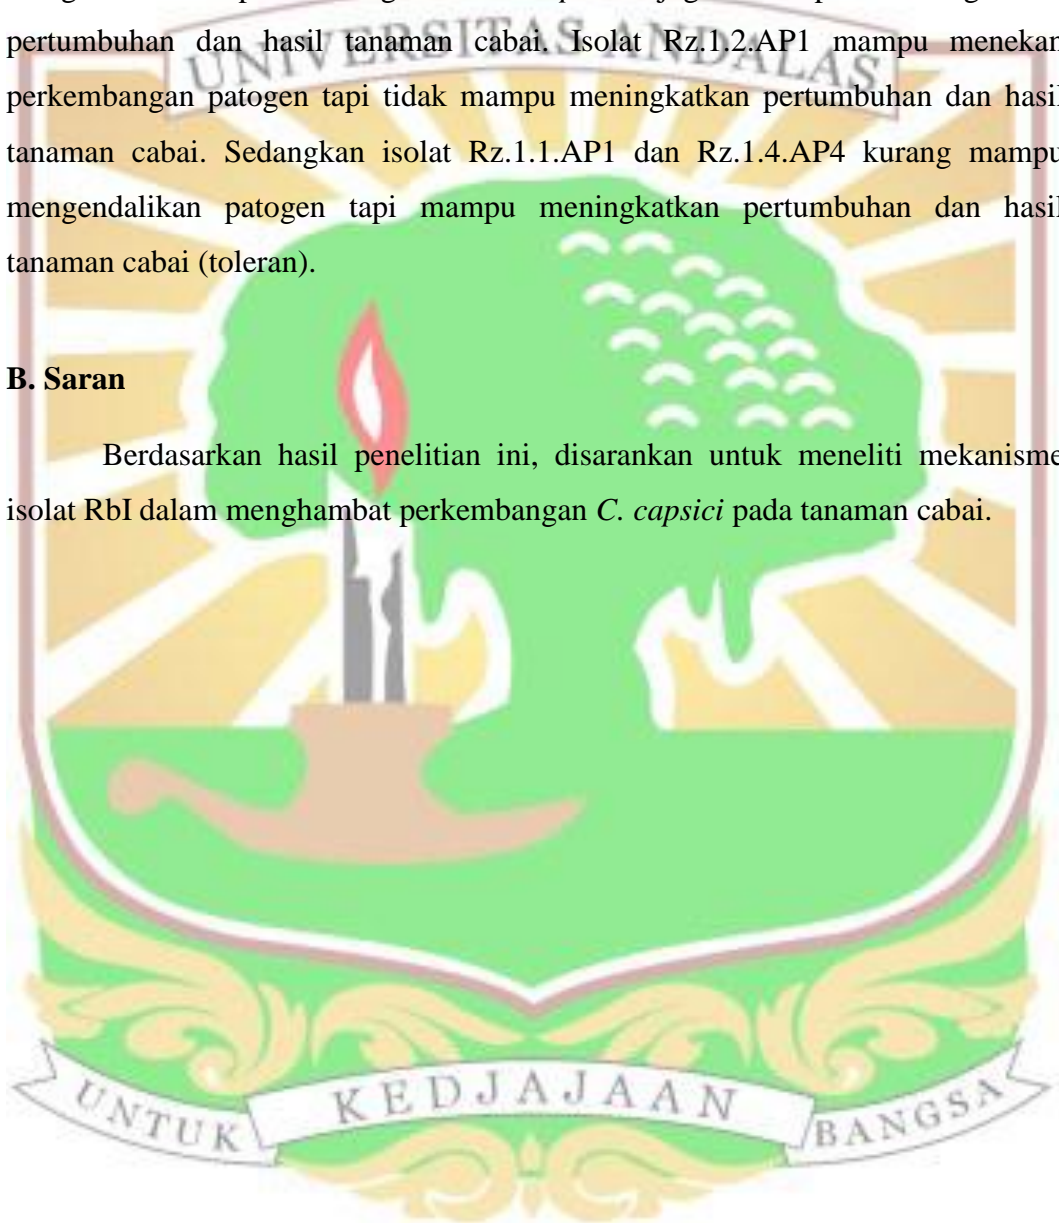 pertumbuhan dan hasil tanaman cabai. Isolat Rz.1.2.AP1 mampu menekan
UNIVERSITAS ANDALAS
perkembangan patogen tapi tidak mampu meningkatkan pertumbuhan dan hasil
tanaman cabai. Sedangkan isolat Rz.1.1.AP1 dan Rz.1.4.AP4 kurang mampu
mengendalikan patogen tapi mampu meningkatkan pertumbuhan dan hasil
tanaman cabai (toleran).
B. Saran
Berdasarkan hasil penelitian ini, disarankan untuk meneliti mekanisme
isolat RbI dalam menghambat perkembangan C. capsici pada tanaman cabai.
UNTUK KEDJAJAAN BANGSA